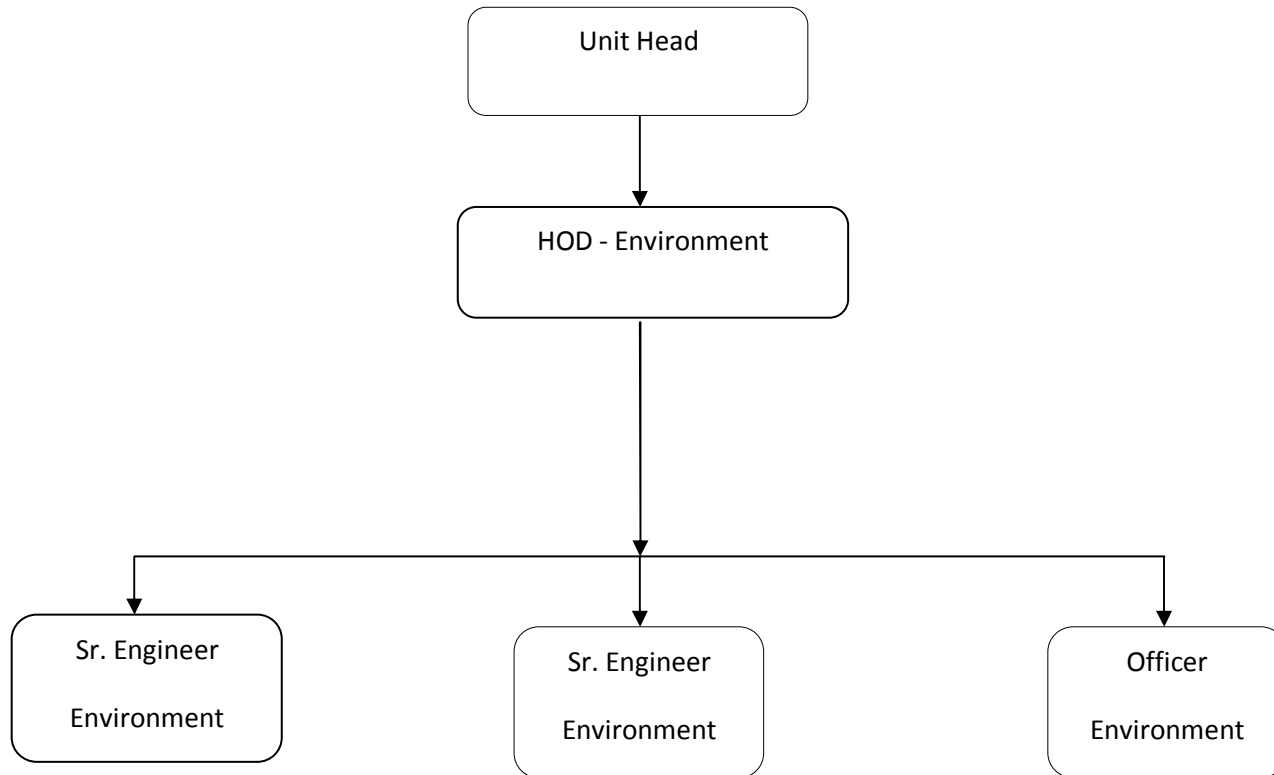 Unit Head
HOD - Environment
Sr. Engineer
Environment
Sr. Engineer
Environment
Officer
Environment